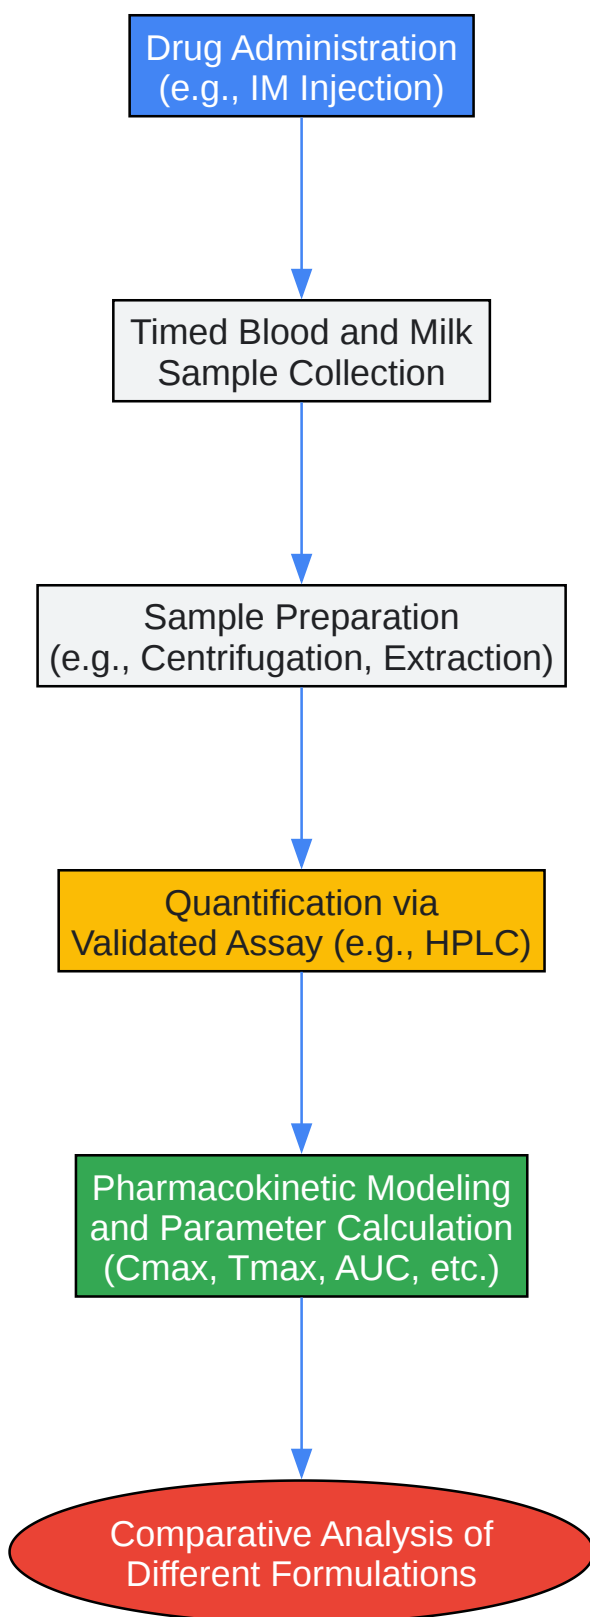 Drug Administration
(e.g., IM Injection)
Timed Blood and Milk
Sample Collection
Sample Preparation
(e.g., Centrifugation, Extraction)
Quantification via
Validated Assay (e.g., HPLC)
Pharmacokinetic Modeling
and Parameter Calculation
(Cmax, Tmax, AUC, etc.)
Comparative Analysis of
Different Formulations